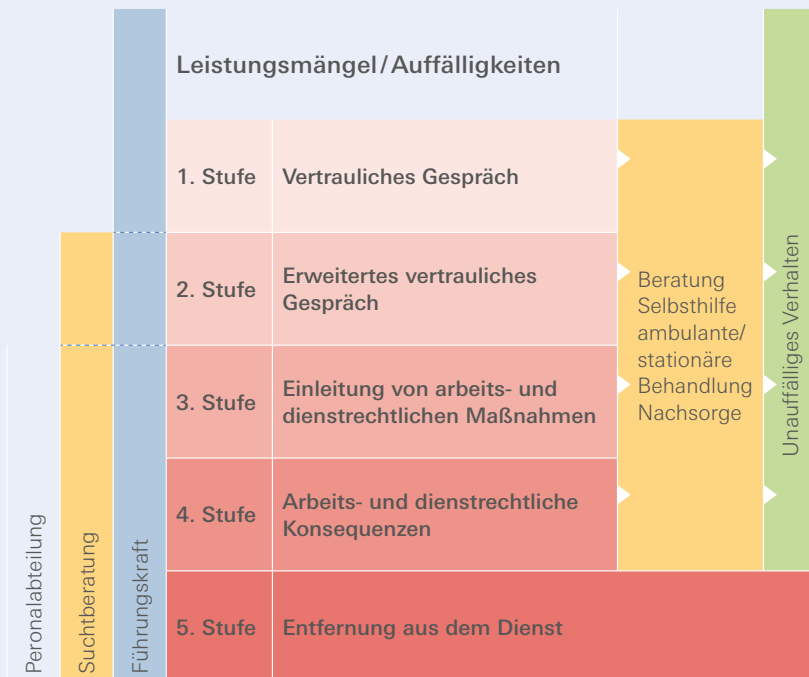 Leistungsmängel/Auffälligkeiten
1. Stufe
Vertrauliches Gespräch
2. Stufe
Erweitertes vertrauliches
Gespräch
3. Stufe
Einleitung von arbeits- und
dienstrechtlichen Maßnahmen
4. Stufe
Arbeits- und dienstrechtliche
Konsequenzen
5. Stufe
Entfernung aus dem Dienst
Beratung
Selbsthilfe
ambulante/
stationäre
Behandlung
Nachsorge
Unauffälliges Verhalten
Peronalabteilung
Suchtberatung
Führungskraft